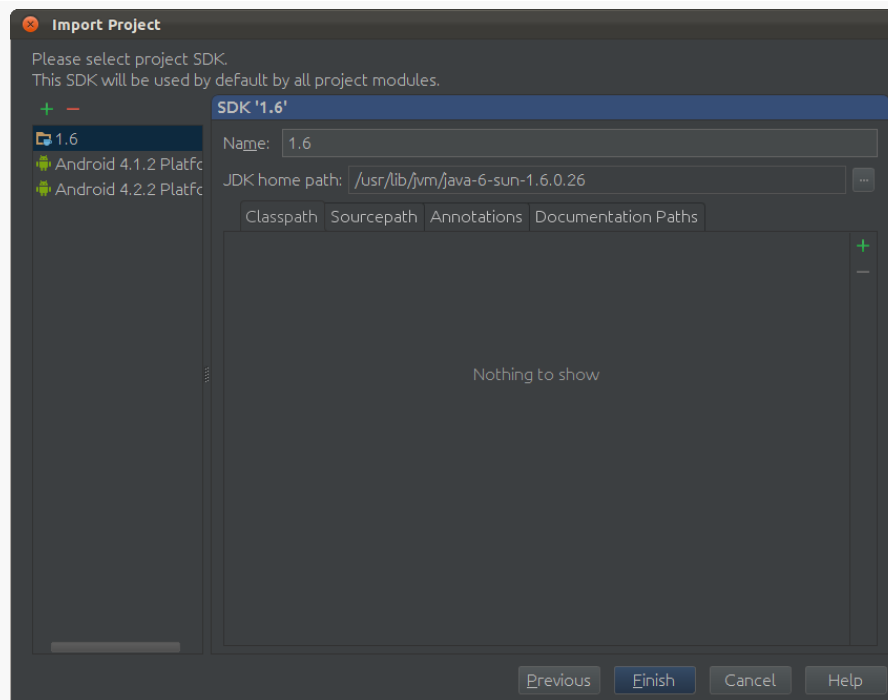 Import Project
Please select project SDK.
This SDK will be used by default by all project modules.
SDK '1.6'
1.6
Android 4.1.2 Platfo
Android 4.2.2 Platfo
Name: 1.6
JDK home path: /usr/lib/jvm/java-6-sun-1.6.0.26
Classpath Sourcepath Annotations Documentation Paths
Nothing to show
Previous Finish Cancel Help